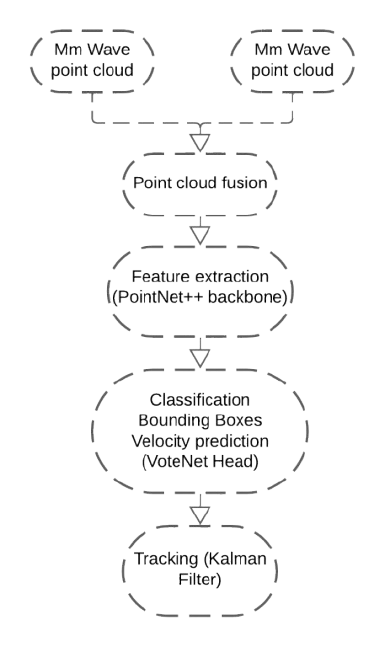 Mm Wave
point cloud
Mm Wave
point cloud
Point cloud fusion
Feature extraction
(PointNet++ backbone)
Classification
Bounding Boxes
Velocity prediction
(VoteNet Head)
Tracking (Kalman
Filter)